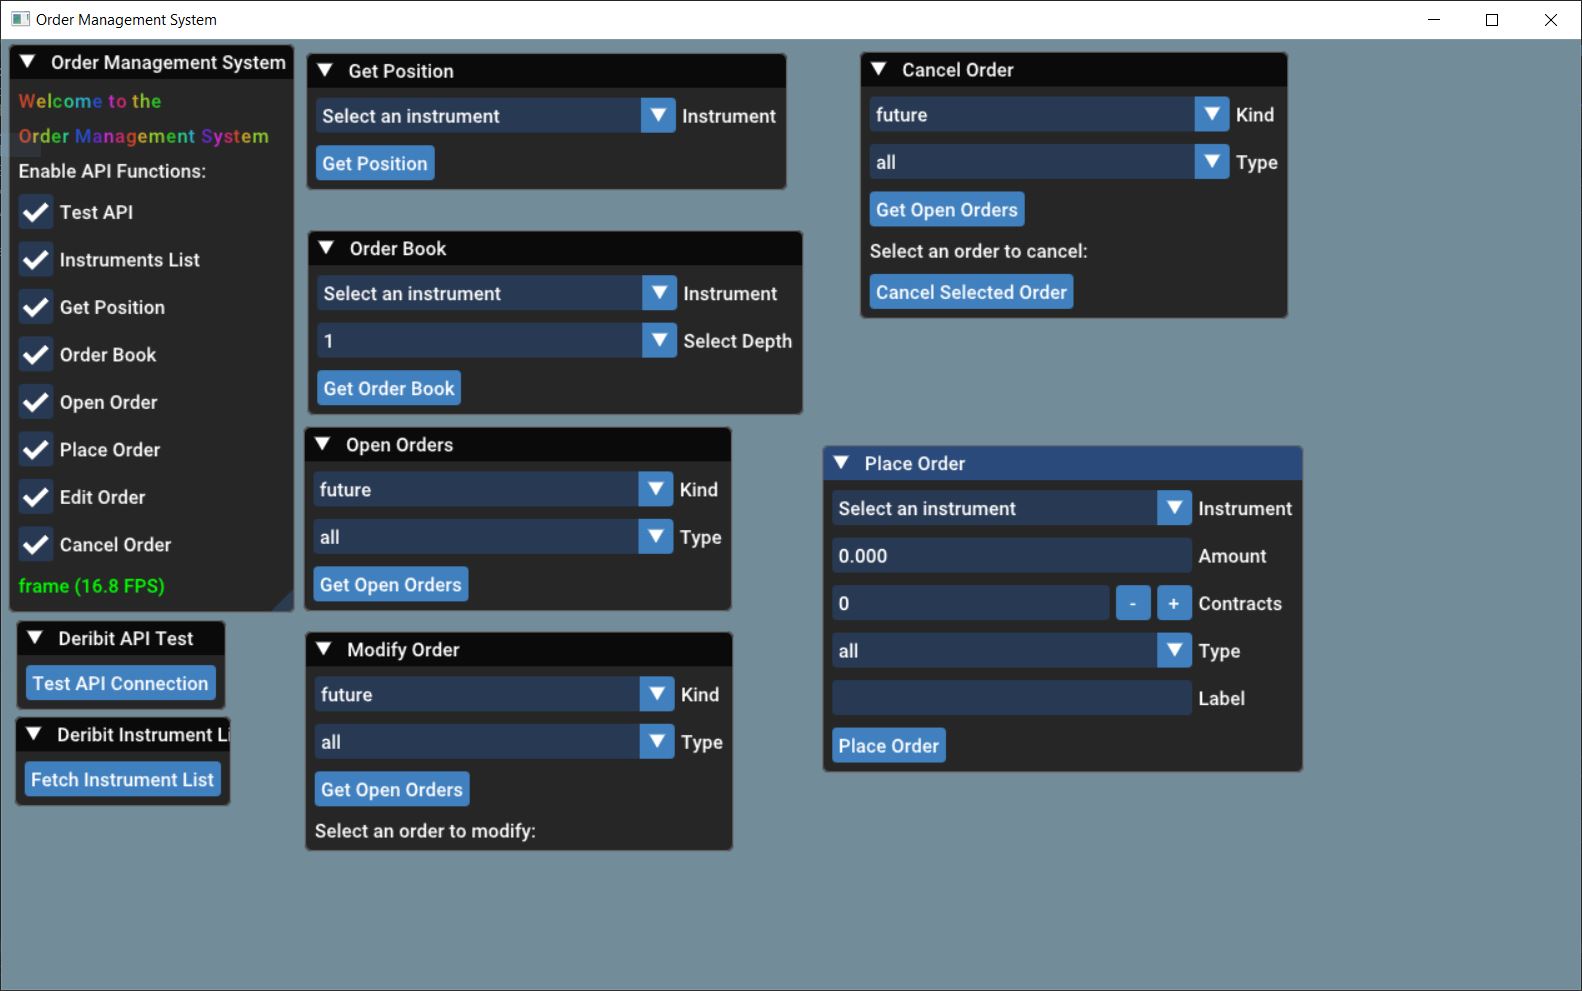 Order Management System
Order Management System
Welcome to the
Order Management System
Enable API Functions:
Test API
Instruments List
Get Position
Order Book
Open Order
Place Order
Edit Order
Cancel Order
frame (16.8 FPS)
Deribit API Test
Test API Connection
Deribit Instrument Li
Fetch Instrument List
Get Position
Select an instrument Instrument
Get Position
Order Book
Select an instrument Instrument
1 Select Depth
Get Order Book
Open Orders
future Kind
all Type
Get Open Orders
Modify Order
future Kind
all Type
Get Open Orders
Select an order to modify:
Cancel Order
future Kind
all Type
Get Open Orders
Select an order to cancel:
Cancel Selected Order
Place Order
Select an instrument Instrument
0.000 Amount
0 - + Contracts
all Type
Label
Place Order